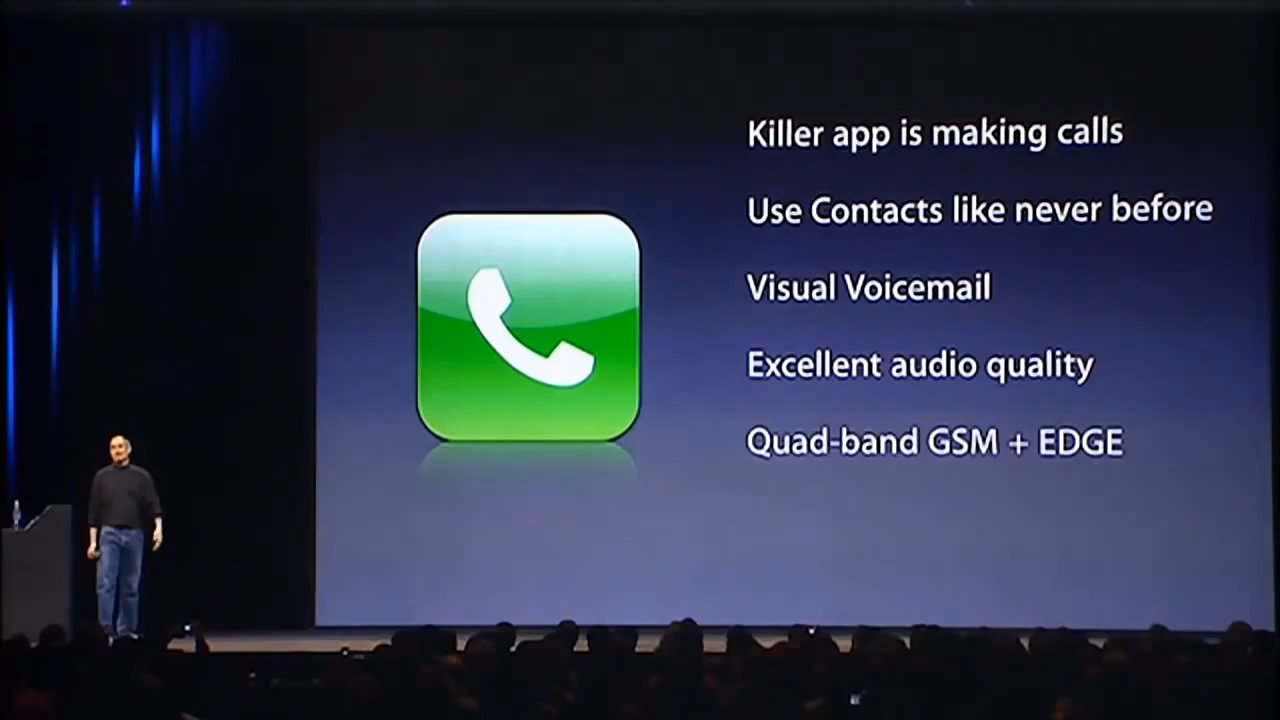 Killer app is making calls
Use Contacts like never before
Visual Voicemail
Excellent audio quality
Quad-band GSM + EDGE